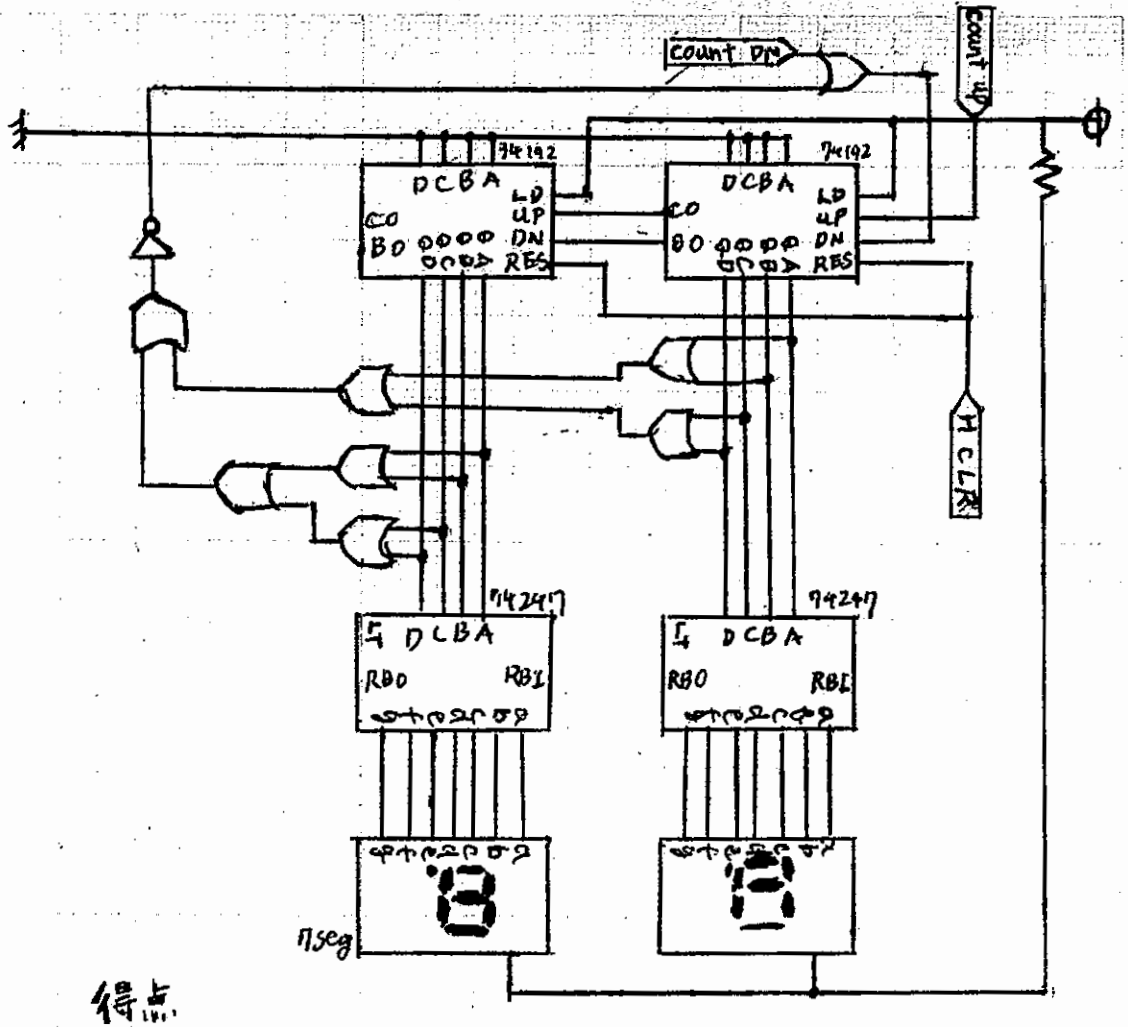 count DN
count up
74192
74192
D C B A
D C B A
LD
LD
CO
UP
CO
UP
BO
DN
BO
DN
RES
RES
M CLR
74247
74247
D C B A
D C B A
RBO
RBI
RBO
RBI
g f e d c b a
g f e d c b a
g f e d c b a
g f e d c b a
7seg
得点